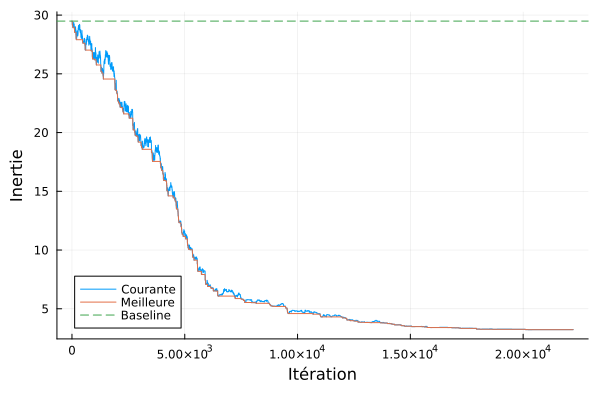 30
25
20
15
10
5
Inertie
Courante
Meilleure
Baseline
0
5.00×10³
1.00×10⁴
1.50×10⁴
2.00×10⁴
Itération